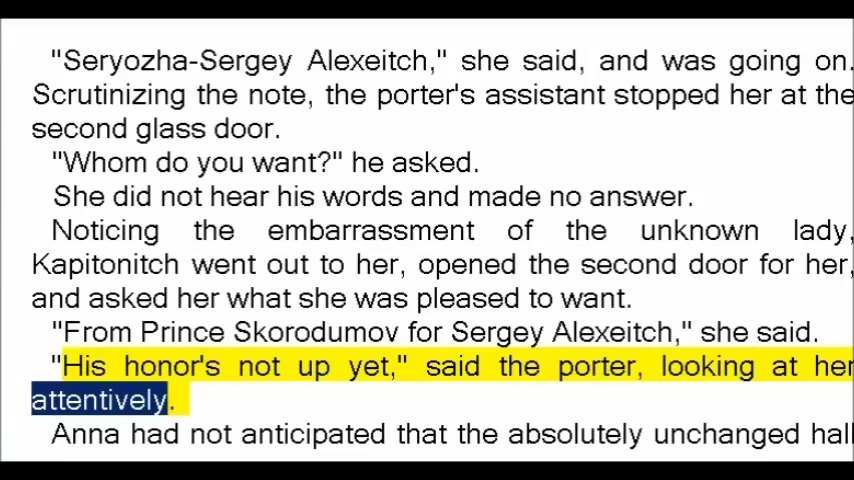 "Seryozha-Sergey Alexeitch," she said, and was going on.
Scrutinizing the note, the porter's assistant stopped her at the
second glass door.
"Whom do you want?" he asked.
She did not hear his words and made no answer.
Noticing the embarrassment of the unknown lady,
Kapitonitch went out to her, opened the second door for her,
and asked her what she was pleased to want.
"From Prince Skorodumov for Sergey Alexeitch," she said.
"His honor's not up yet," said the porter, looking at her
attentively.
Anna had not anticipated that the absolutely unchanged hall